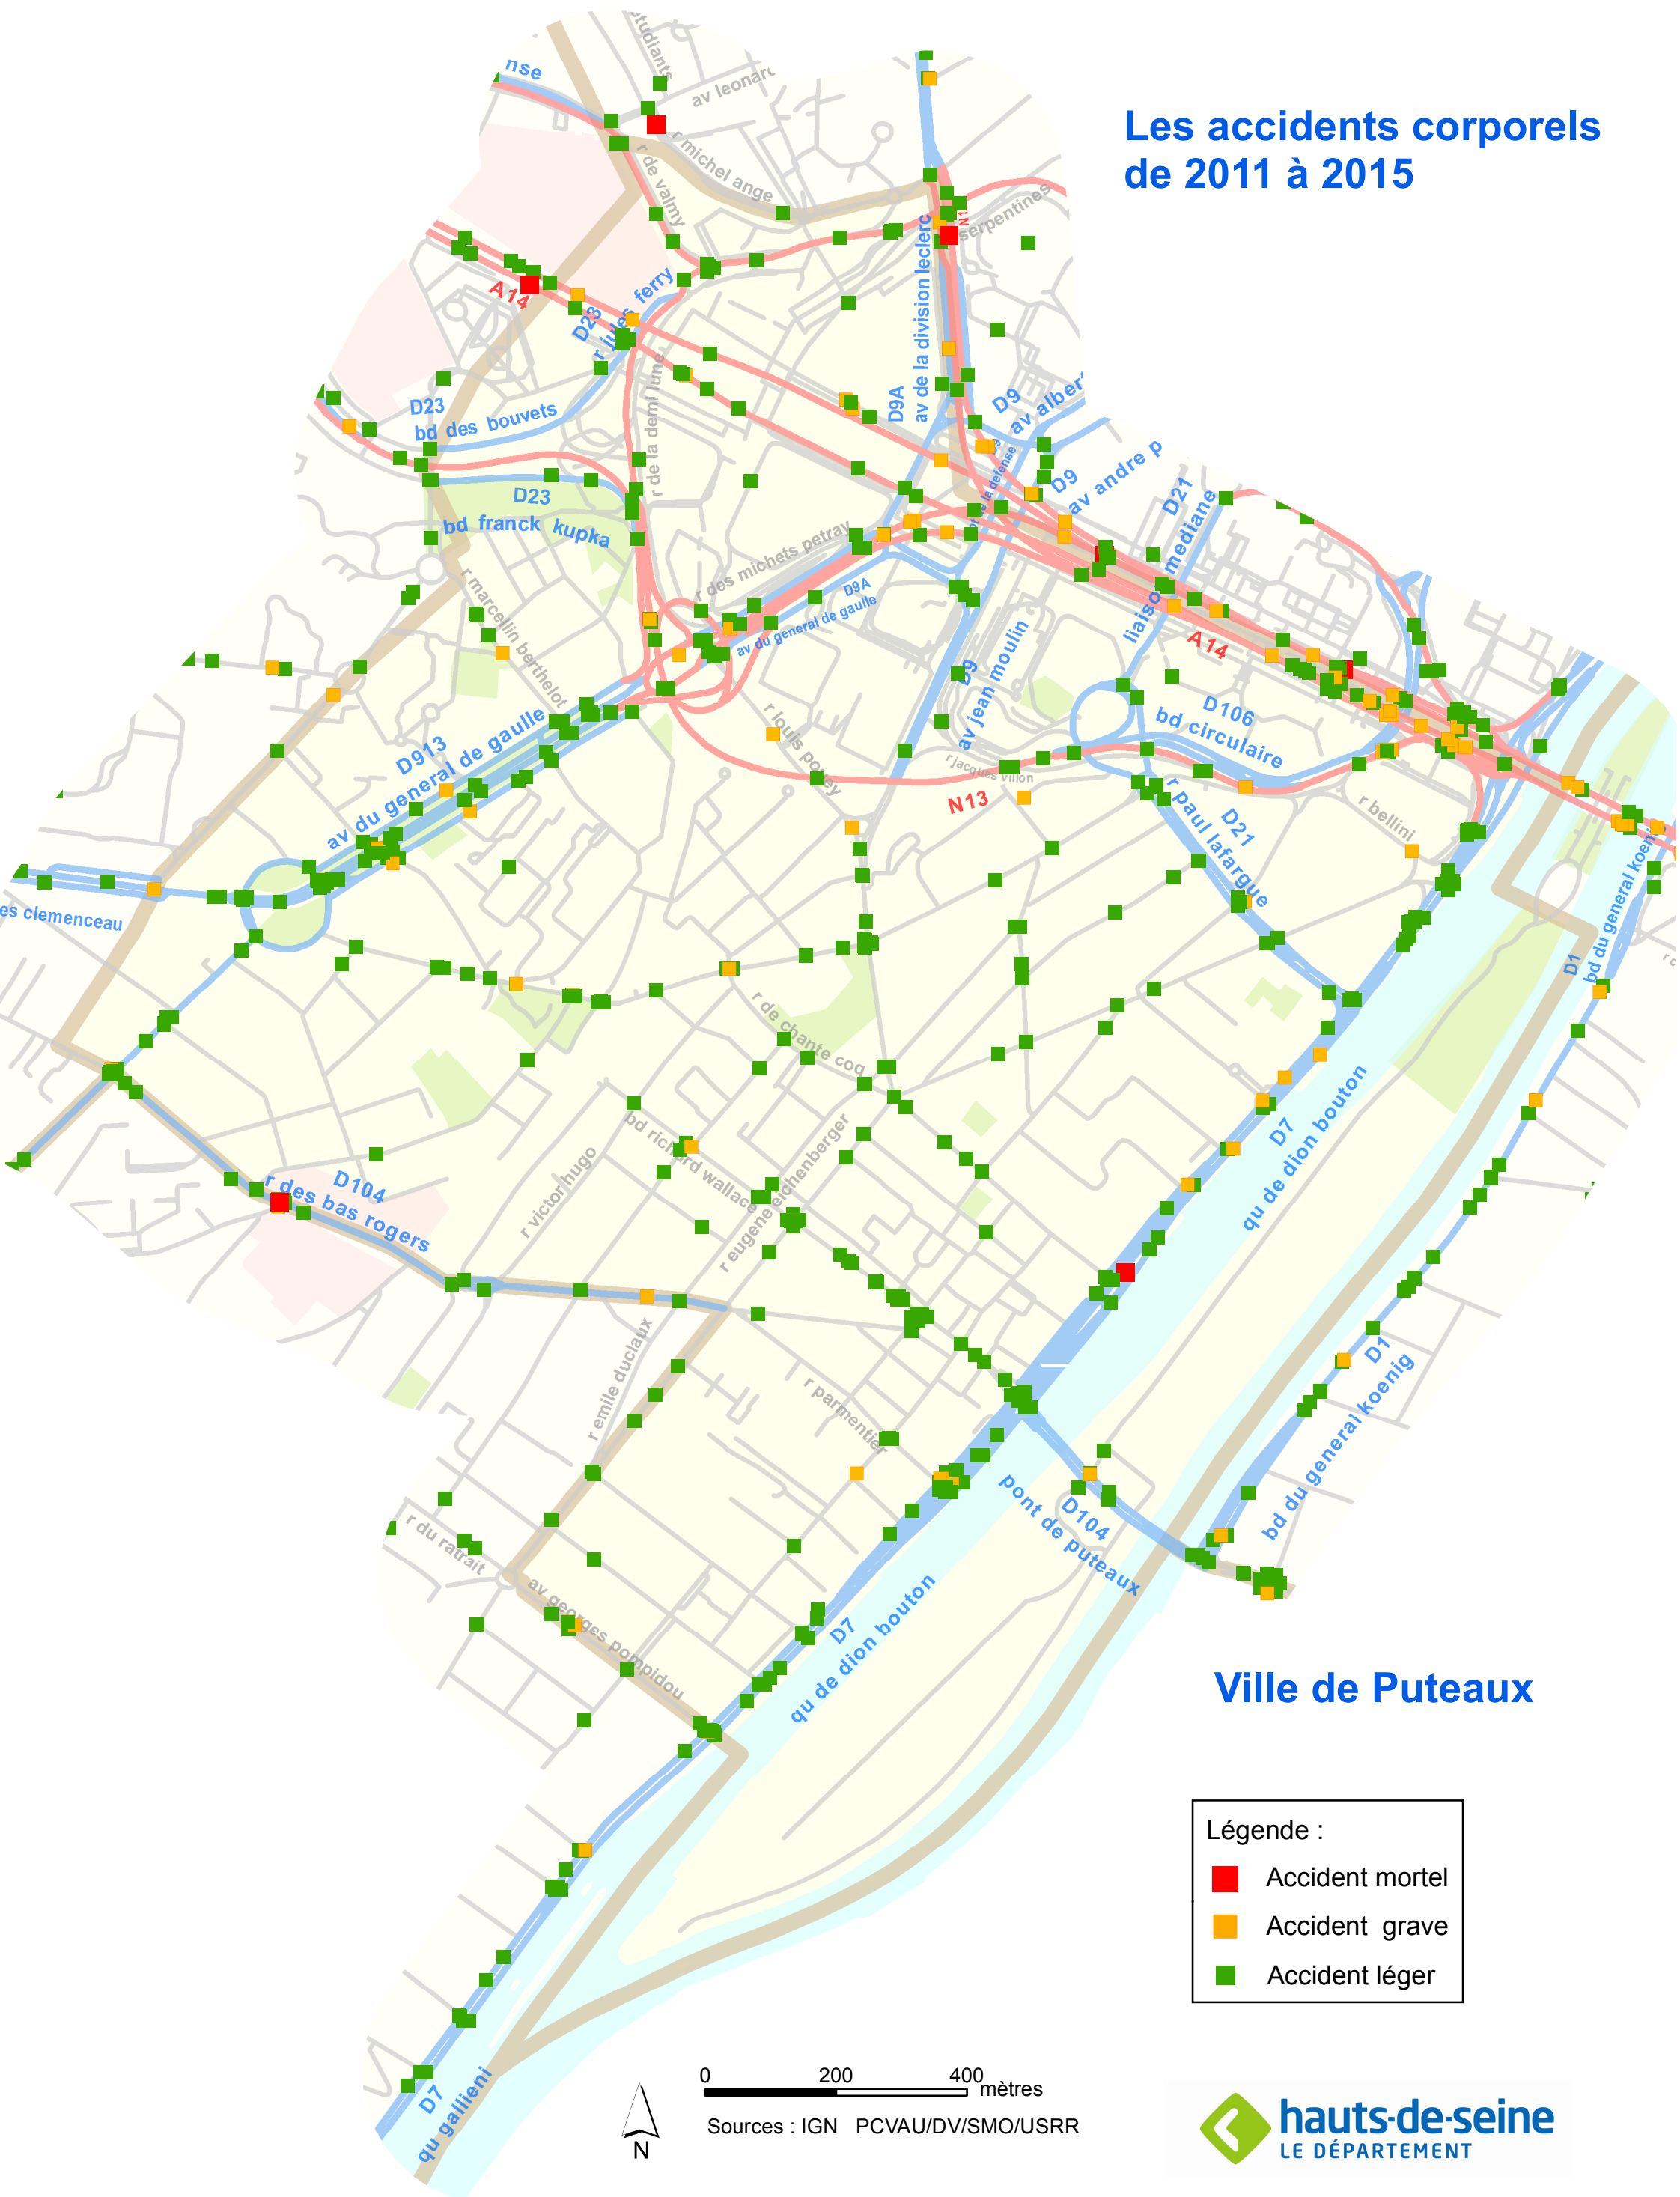 Les accidents corporels
de 2011 à 2015
nse
etudiants
av leonard
r michel ange
r de valmy
N1
serpentines
av de la division leclerc
D9A
A14
D23
r jules ferry
r de la demi lune
D23
bd des bouvets
D9
av albert
D9
av andre p
D21
liaison mediane
D23
bd franck kupka
r des michets petray
D9A
av du general de gaulle
r marcellin berthelot
D9
av jean moulin
A14
D106
bd circulaire
r louis pouey
r jacques villon
N13
D913
av du general de gaulle
r paul lafargue
D21
r bellini
es clemenceau
D1
bd du general koenig
r de chante coq
bd richard wallace
r eugene eichenberger
r victor hugo
D104
r des bas rogers
D7
qu de dion bouton
r emile duclaux
r parmentier
D1
bd du general koenig
pont de puteaux
D104
r du ratrait
av georges pompidou
D7
qu de dion bouton
Ville de Puteaux
Légende :
Accident mortel
Accident grave
Accident léger
D7
qu gallieni
N
0 200 400
mètres
Sources : IGN PCVAU/DV/SMO/USRR
hauts-de-seine
LE DÉPARTEMENT